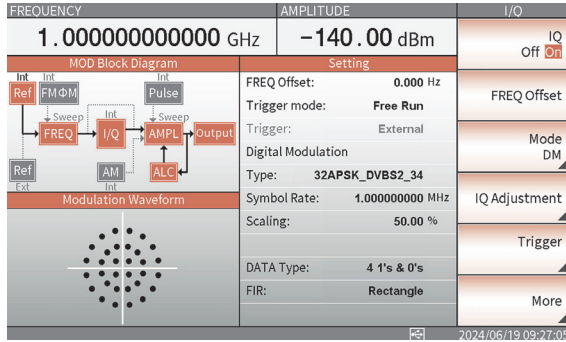 FREQUENCY AMPLITUDE I/Q
1.000000000000 GHz -140.00 dBm
IQ
Off On
MOD Block Diagram
Int Int Int
Ref FMΦM Pulse
Sweep Int Sweep
FREQ I/Q AMPL Output
Ref AM ALC
Ext Int
Modulation Waveform
Setting
FREQ Offset: 0.000 Hz
Trigger mode: Free Run
Trigger: External
Digital Modulation
Type: 32APSK_DVBS2_34
Symbol Rate: 1.000000000 MHz
Scaling: 50.00 %
DATA Type: 4 1's & 0's
FIR: Rectangle
FREQ Offset
Mode
DM
IQ Adjustment
Trigger
More
2024/06/19 09:27:05